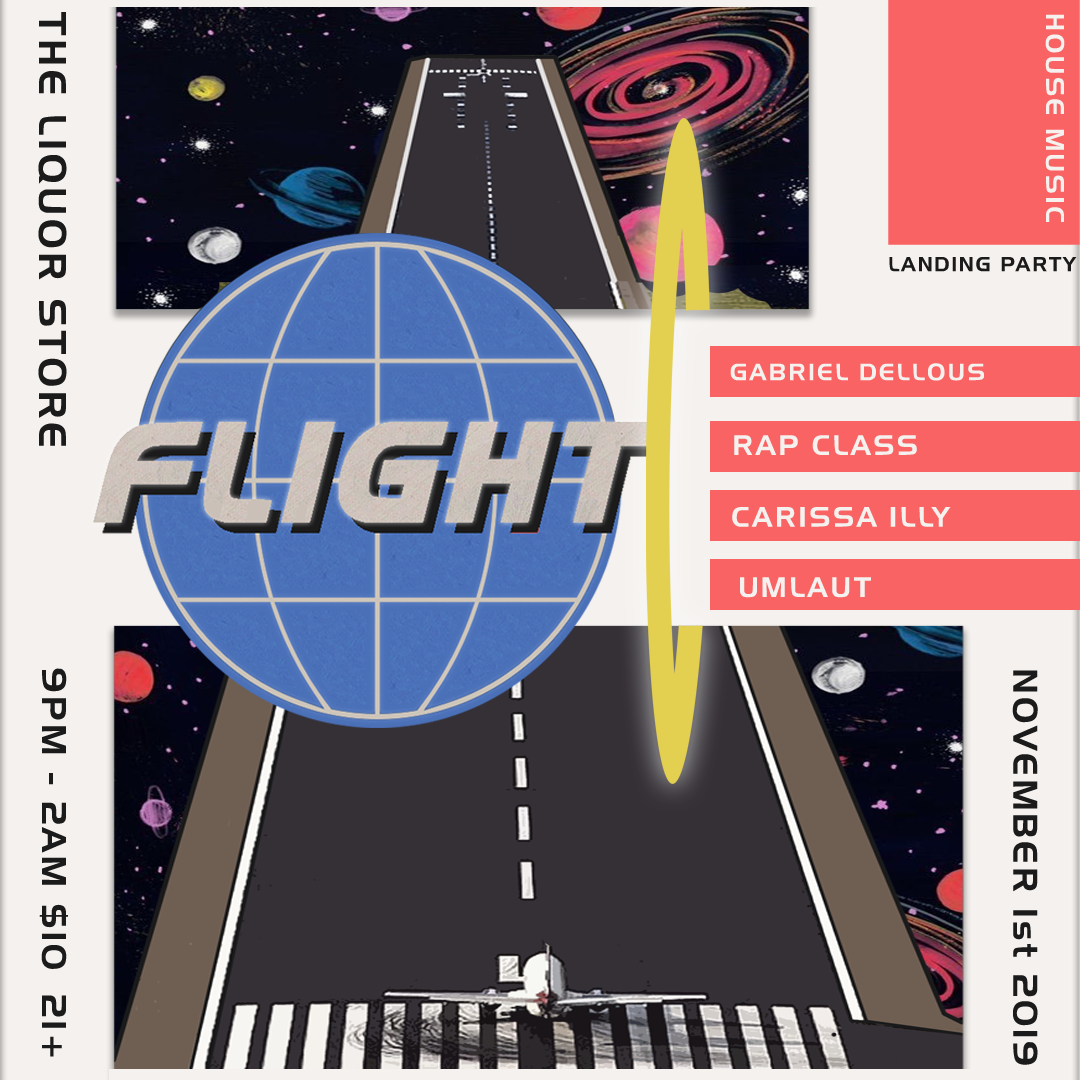 THE LIQUOR STORE
HOUSE MUSIC
LANDING PARTY
GABRIEL DELLOUS
RAP CLASS
CARISSA ILLY
UMLAUT
FLIGHT
9PM - 2AM $10 21+
NOVEMBER 1st 2019